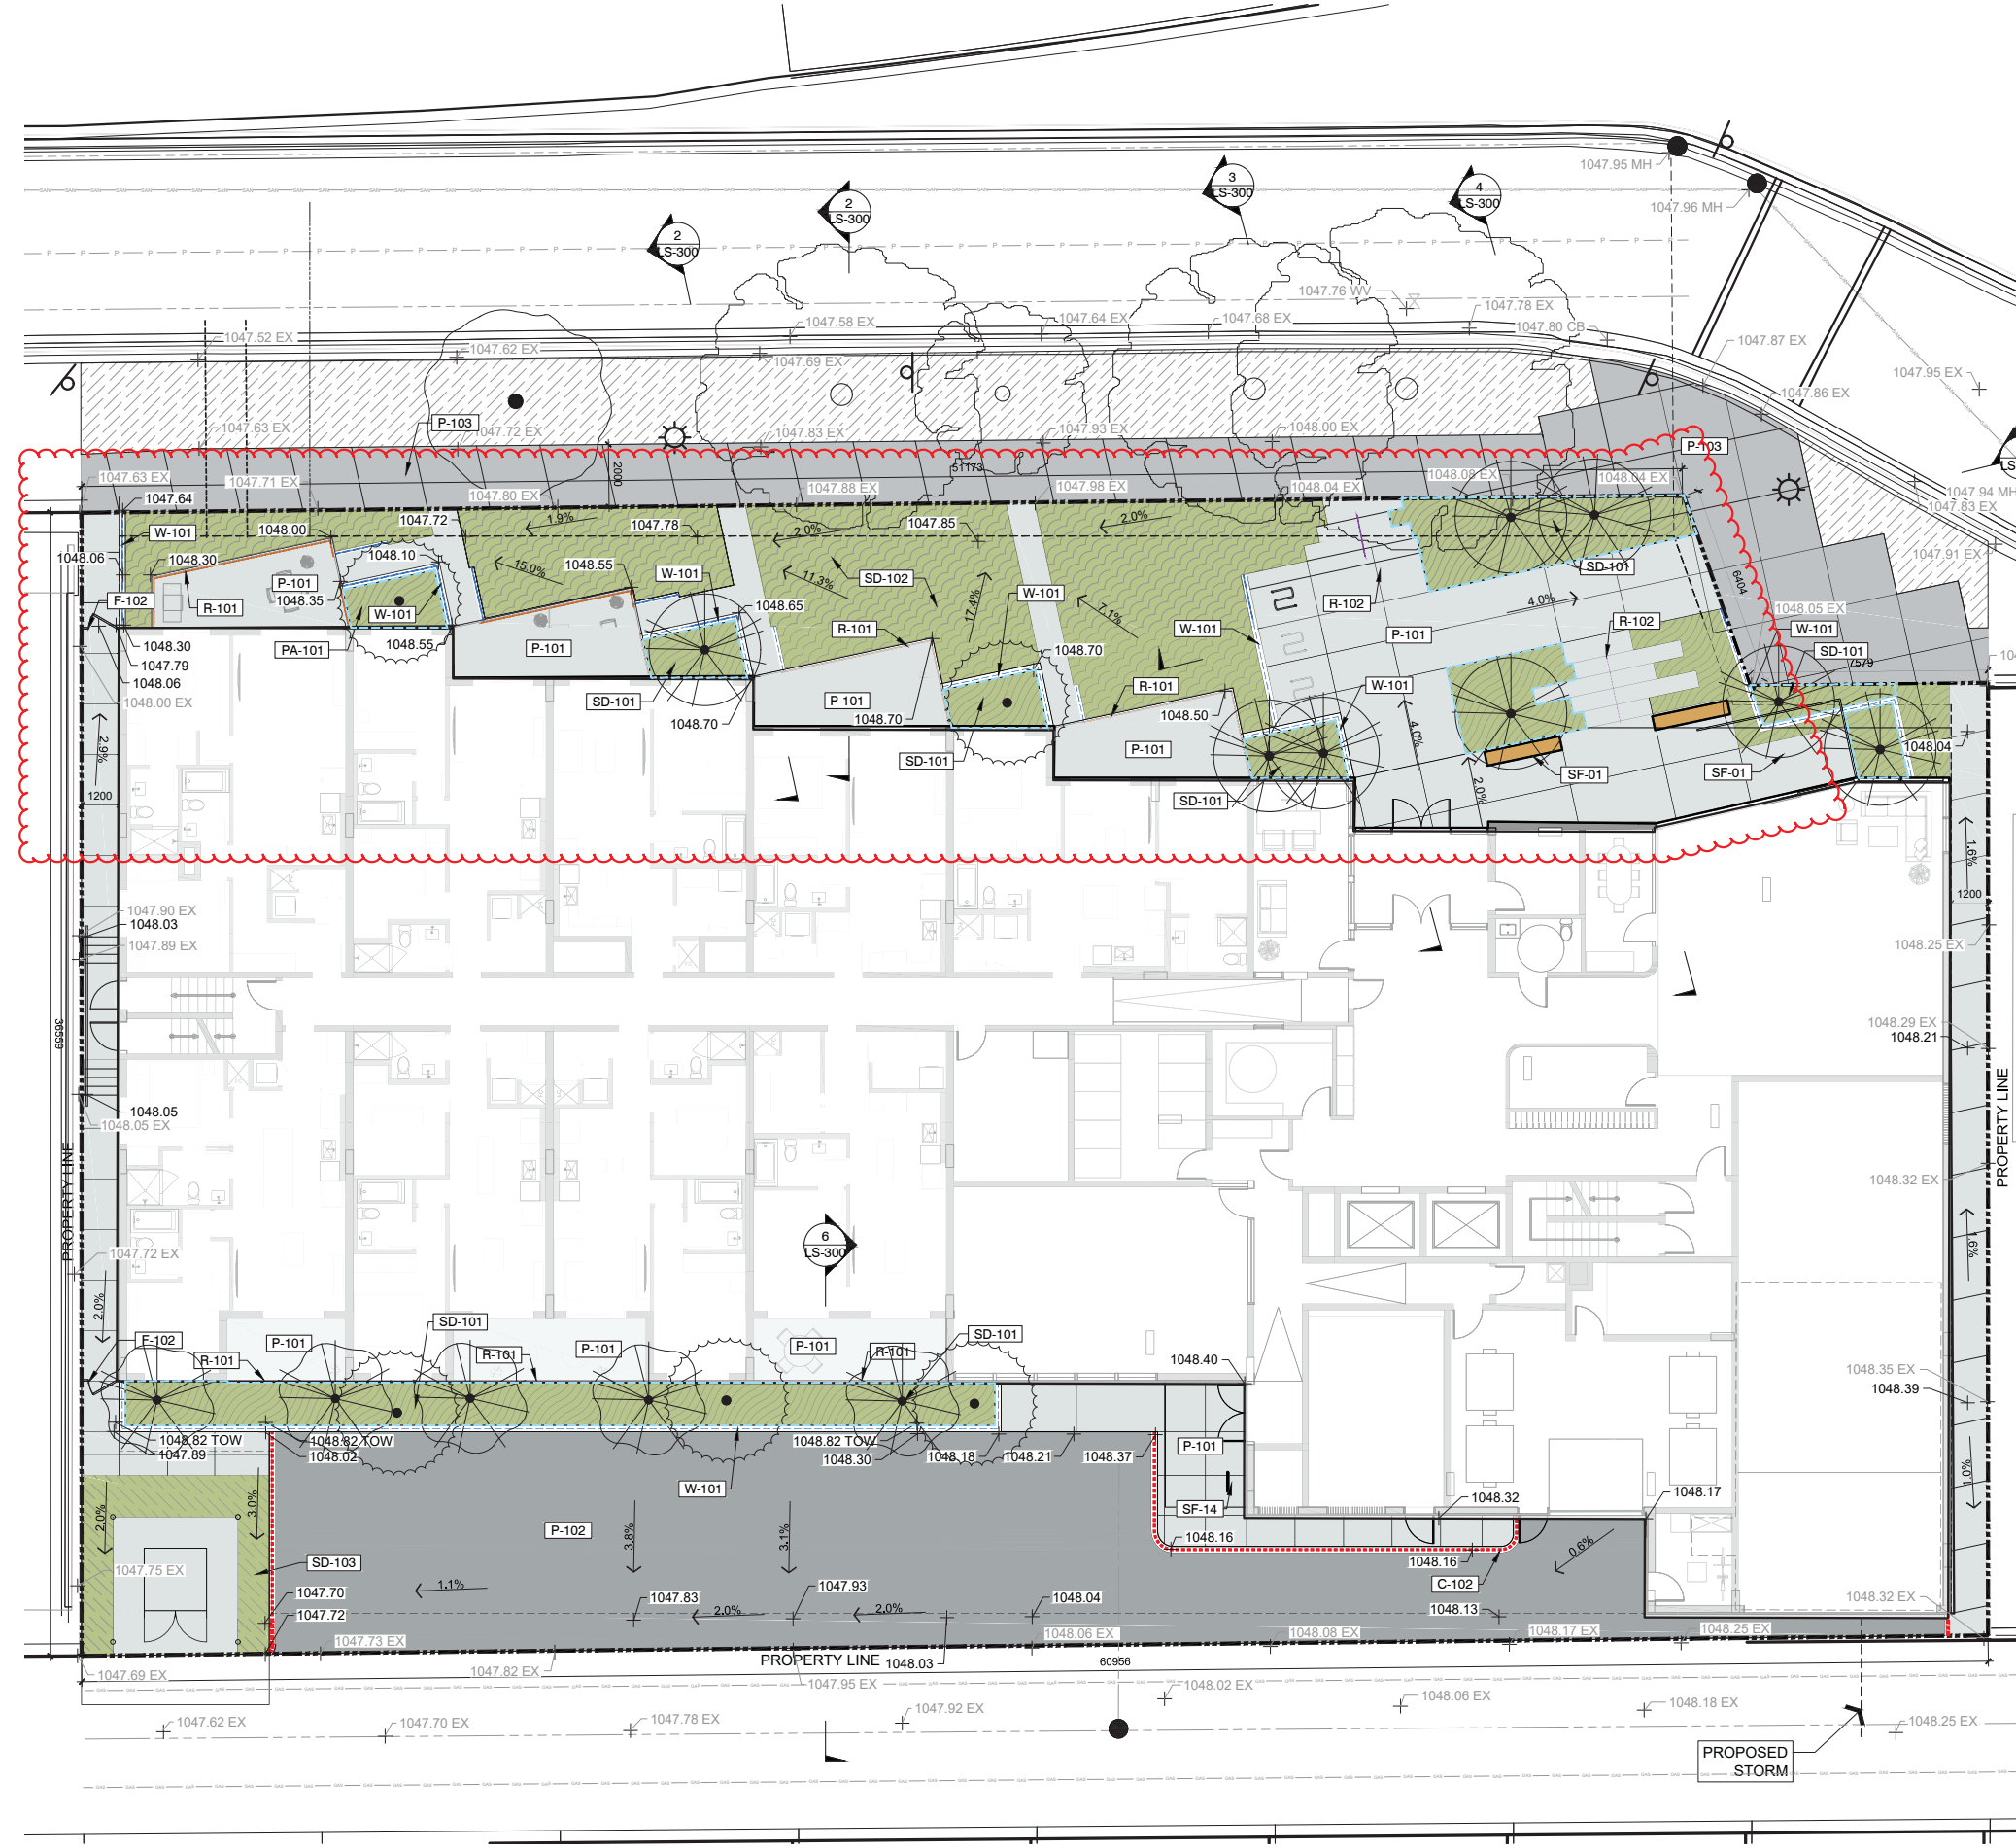 1047.95 MH
1047.96 MH
3
LS-300
4
LS-300
2
LS-300
2
LS-300
1047.76 WV
1047.78 EX
1047.80 CB
1047.52 EX
1047.62 EX
1047.58 EX
1047.69 EX
1047.64 EX
1047.68 EX
1047.87 EX
1047.95 EX
1047.86 EX
1047.63 EX
P-103
1047.72 EX
1047.83 EX
1047.93 EX
1048.00 EX
P-103
1047.63 EX
1047.71 EX
1047.80 EX
2000
1047.88 EX
51173
1047.98 EX
1048.04 EX
1048.08 EX
1048.04 EX
LS
1047.94 MH
1047.83 EX
1047.91 EX
1047.64
W-101
1048.00
1047.72
1.9%
1047.78
2.0%
1047.85
2.0%
1048.06
1048.30
1048.10
15.0%
1048.55
W-101
11.3%
SD-102
17.4%
W-101
7.1%
SD-101
6404
F-102
R-101
P-101
1048.35
W-101
1048.65
R-101
W-101
R-102
4.0%
P-101
R-102
1048.05 EX
W-101
1048.30
1047.79
1048.06
1048.00 EX
PA-101
1048.55
P-101
SD-101
1048.70
P-101
1048.70
1048.70
R-101
1048.50
W-101
SD-101
7579
2.9%
SD-101
P-101
4.0%
SF-01
SF-01
1048.04
1200
SD-101
2.0%
1.6%
1200
1047.90 EX
1048.03
1047.89 EX
1048.25 EX
36559
1048.29 EX
1048.21
1048.05
1048.05 EX
PROPERTY LINE
PROPERTY LINE
1048.32 EX
6
LS-300
1047.72 EX
1.6%
2.0%
F-102
R-101
P-101
SD-101
R-101
P-101
P-101
R-101
SD-101
1048.40
1048.35 EX
1048.39
1048.82 TOW
1047.89
1048.82 TOW
1048.02
1048.82 TOW
1048.30
1048.18
1048.21
1048.37
P-101
1.0%
W-101
SF-14
1048.32
1048.17
2.0%
3.0%
P-102
3.8%
3.1%
1048.16
1048.16
0.6%
SD-103
1047.75 EX
1.1%
1047.70
1047.72
1047.83
2.0%
1047.93
2.0%
1048.04
C-102
1048.13
1048.32 EX
1047.73 EX
1048.06 EX
1048.08 EX
1048.17 EX
1048.25 EX
1047.69 EX
1047.82 EX
PROPERTY LINE
1048.03
60956
1047.95 EX
1048.02 EX
1048.06 EX
1048.18 EX
1047.62 EX
1047.70 EX
1047.78 EX
1047.92 EX
1048.25 EX
PROPOSED
STORM